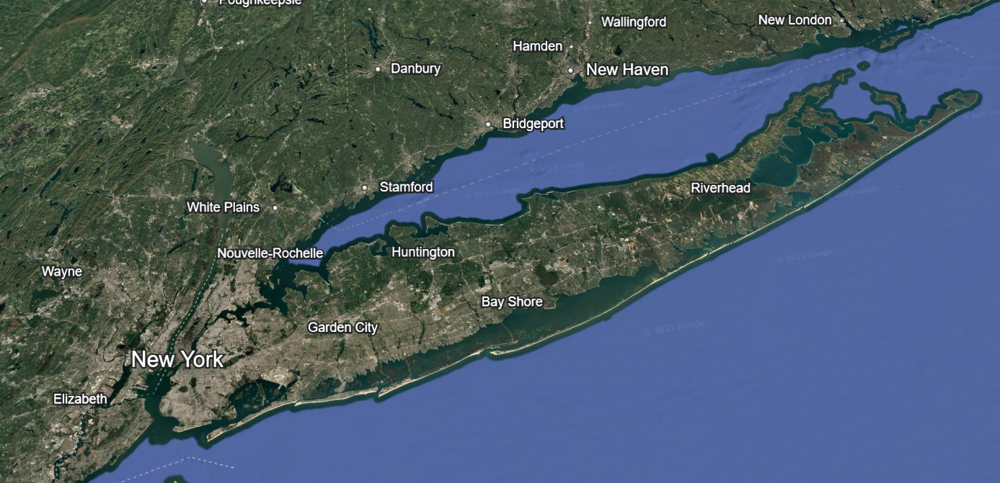 Poughkeepsie
New London
Wallingford
Hamden
Danbury
New Haven
© 2025 Google
Bridgeport
© 2025 Google
Stamford
Riverhead
© 2025 Google
© 2025 Google
White Plains
Nouvelle-Rochelle
Huntington
© 2025 Google
Wayne
Bay Shore
Garden City
© 2025 Google
New York
Elizabeth